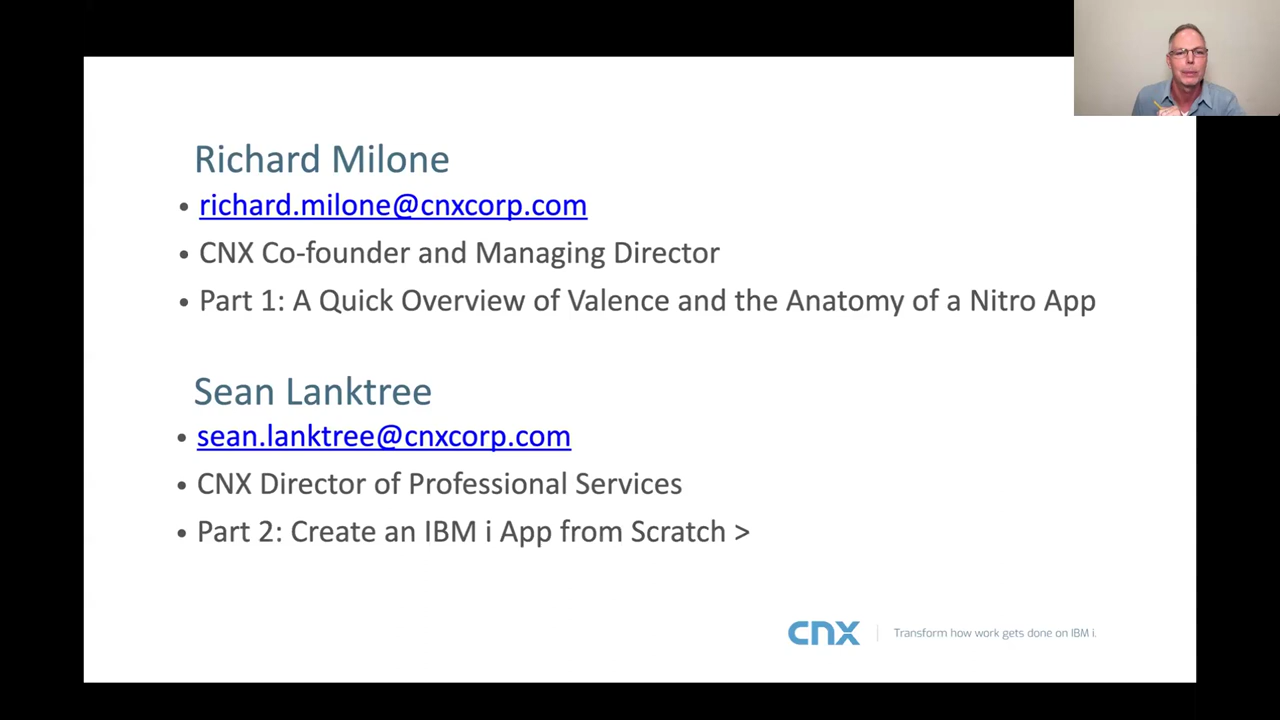 Richard Milone
• richard.milone@cnxcorp.com
• CNX Co-founder and Managing Director
• Part 1: A Quick Overview of Valence and the Anatomy of a Nitro App
Sean Lanktree
• sean.lanktree@cnxcorp.com
• CNX Director of Professional Services
• Part 2: Create an IBM i App from Scratch >
cnx Transform how work gets done on IBM i.